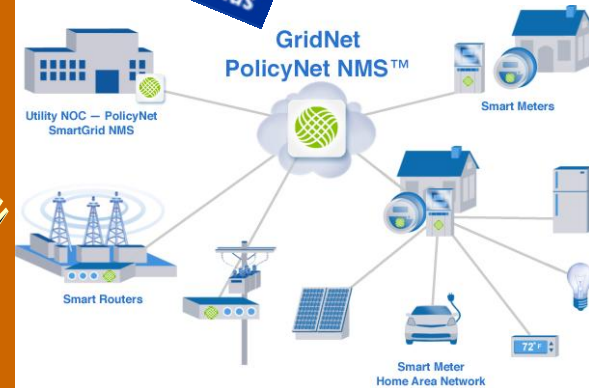 GridNet
PolicyNet NMS™
Utility NOC — PolicyNet
SmartGrid NMS
Smart Meters
Smart Routers
72°F
Smart Meter
Home Area Network